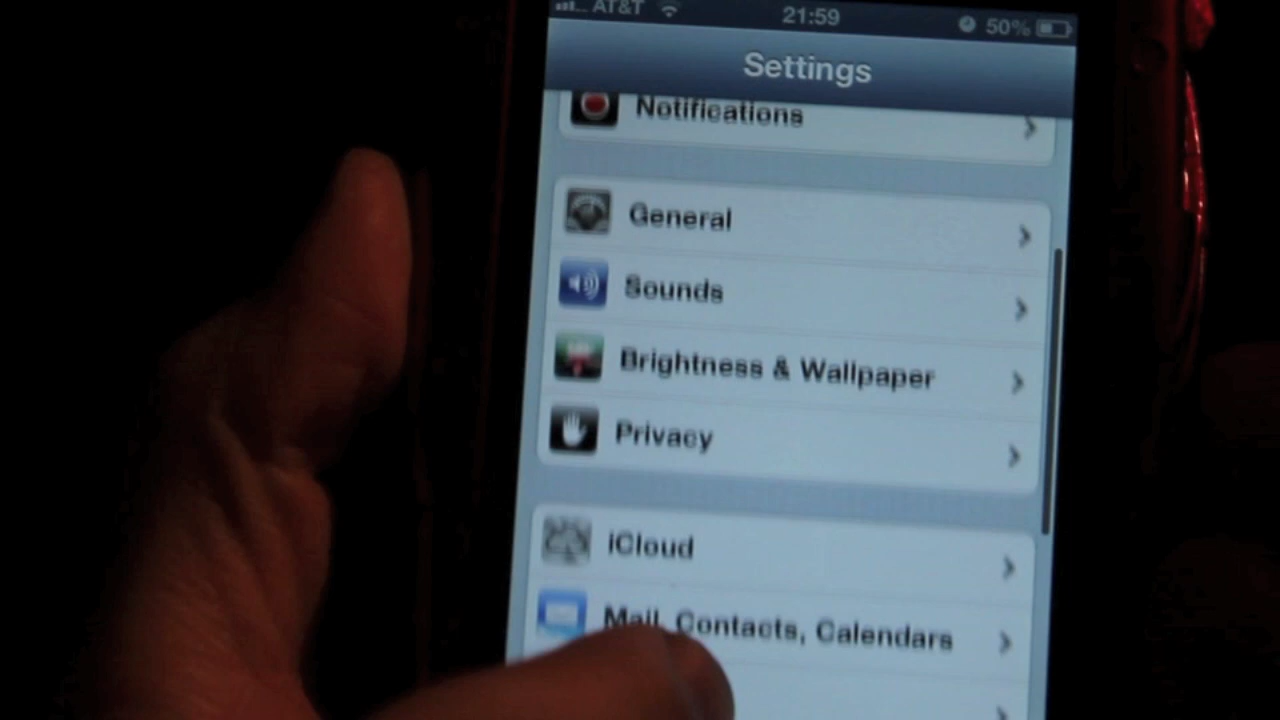 AT&T 21:59 50%
Settings
Notifications
General
Sounds
Brightness & Wallpaper
Privacy
iCloud
Mail, Contacts, Calendars